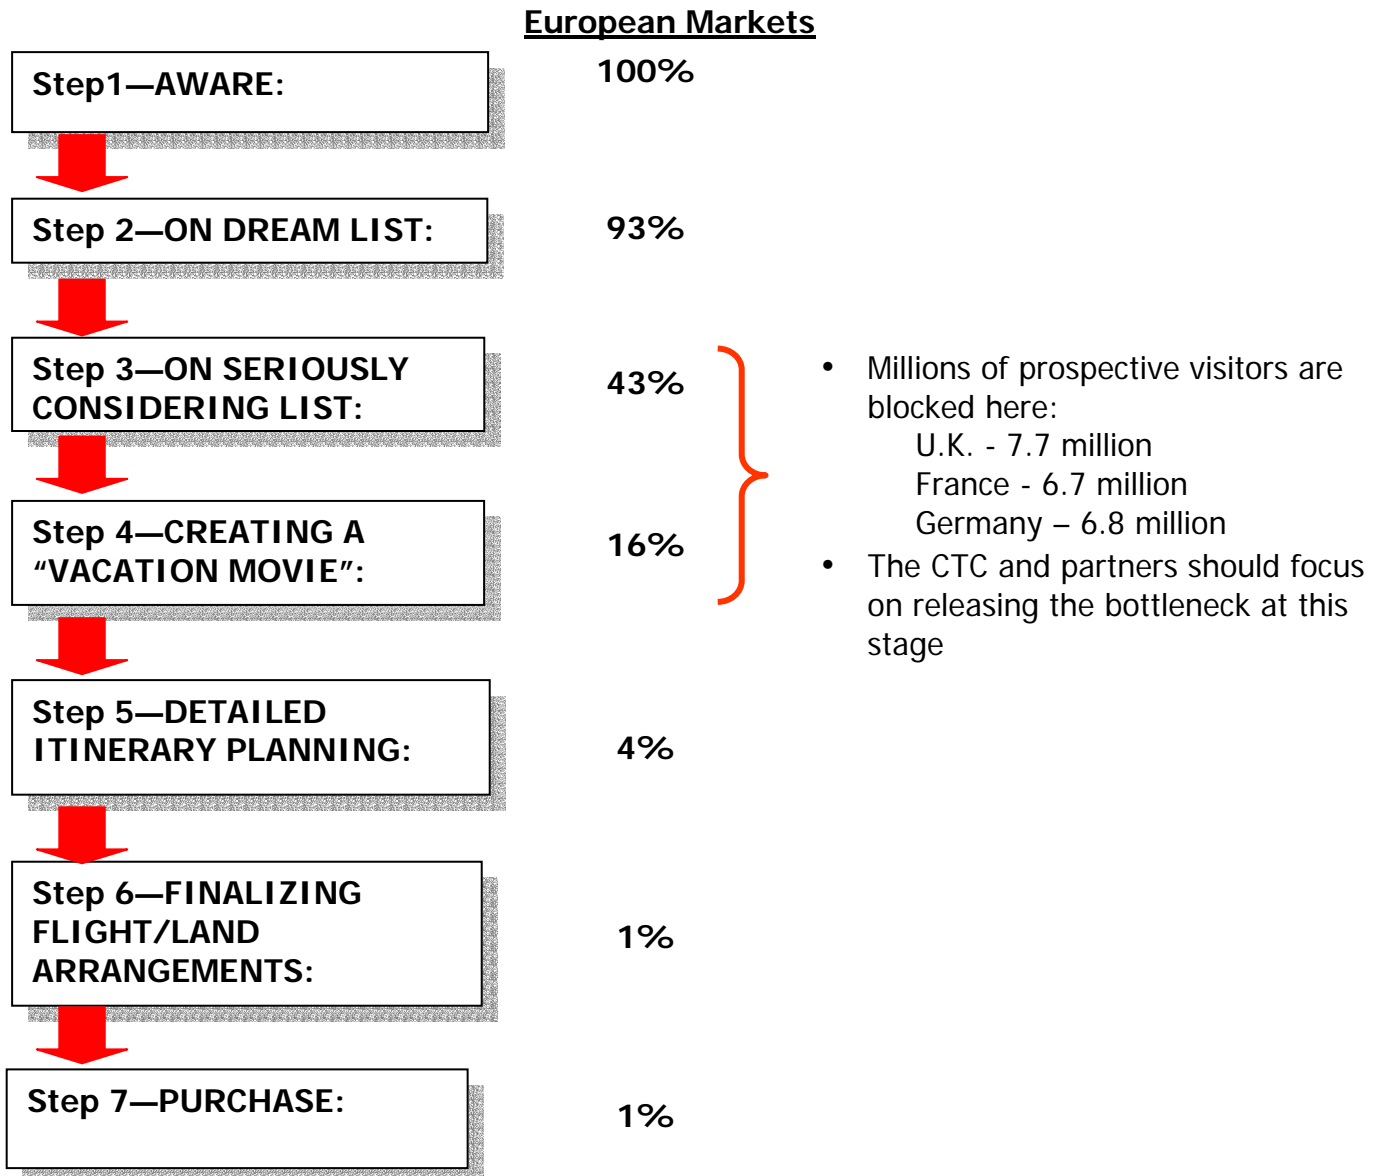 European Markets
Step1—AWARE:
100%
Step 2—ON DREAM LIST:
93%
Step 3—ON SERIOUSLY
CONSIDERING LIST:
43%
Step 4—CREATING A
“VACATION MOVIE”:
16%
• Millions of prospective visitors are
blocked here:
U.K. - 7.7 million
France - 6.7 million
Germany – 6.8 million
• The CTC and partners should focus
on releasing the bottleneck at this
stage
Step 5—DETAILED
ITINERARY PLANNING:
4%
Step 6—FINALIZING
FLIGHT/LAND
ARRANGEMENTS:
1%
Step 7—PURCHASE:
1%